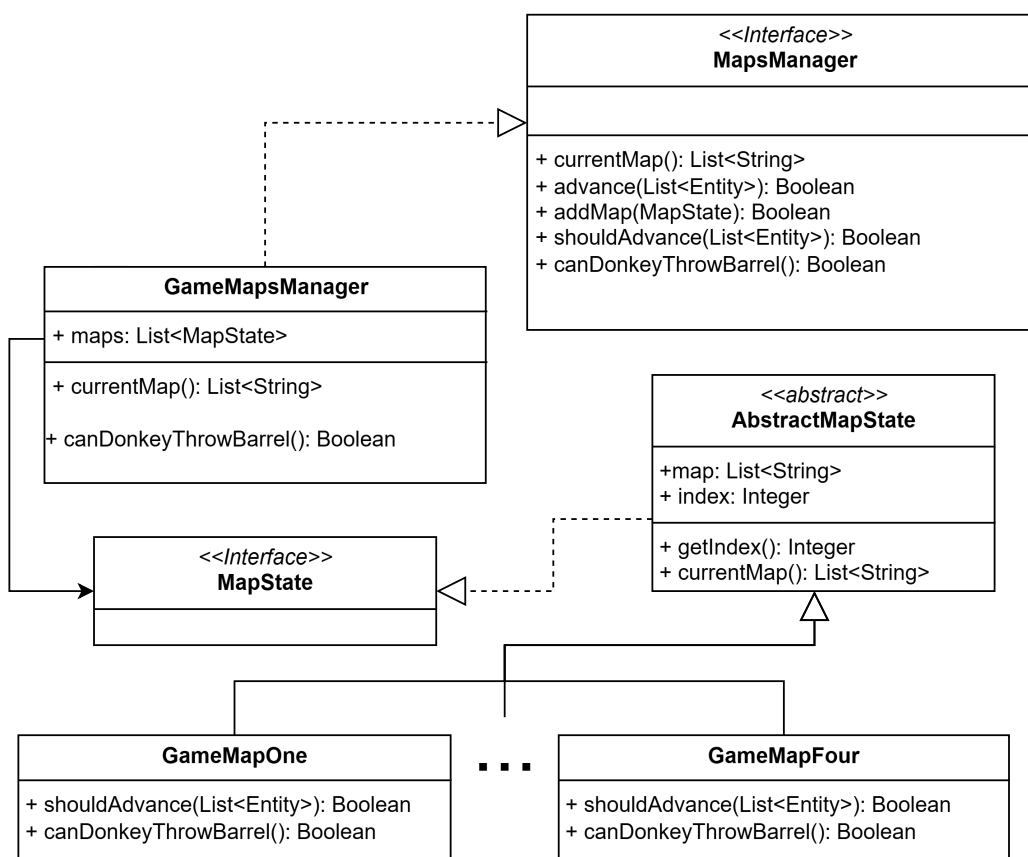 <<Interface>>
MapsManager
+ currentMap(): List<String>
+ advance(List<Entity>): Boolean
+ addMap(MapState): Boolean
+ shouldAdvance(List<Entity>): Boolean
+ canDonkeyThrowBarrel(): Boolean
GameMapsManager
+ maps: List<MapState>
+ currentMap(): List<String>
+ canDonkeyThrowBarrel(): Boolean
<<abstract>>
AbstractMapState
+map: List<String>
+ index: Integer
+ getIndex(): Integer
+ currentMap(): List<String>
<<Interface>>
MapState
GameMapOne
+ shouldAdvance(List<Entity>): Boolean
+ canDonkeyThrowBarrel(): Boolean
...
GameMapFour
+ shouldAdvance(List<Entity>): Boolean
+ canDonkeyThrowBarrel(): Boolean